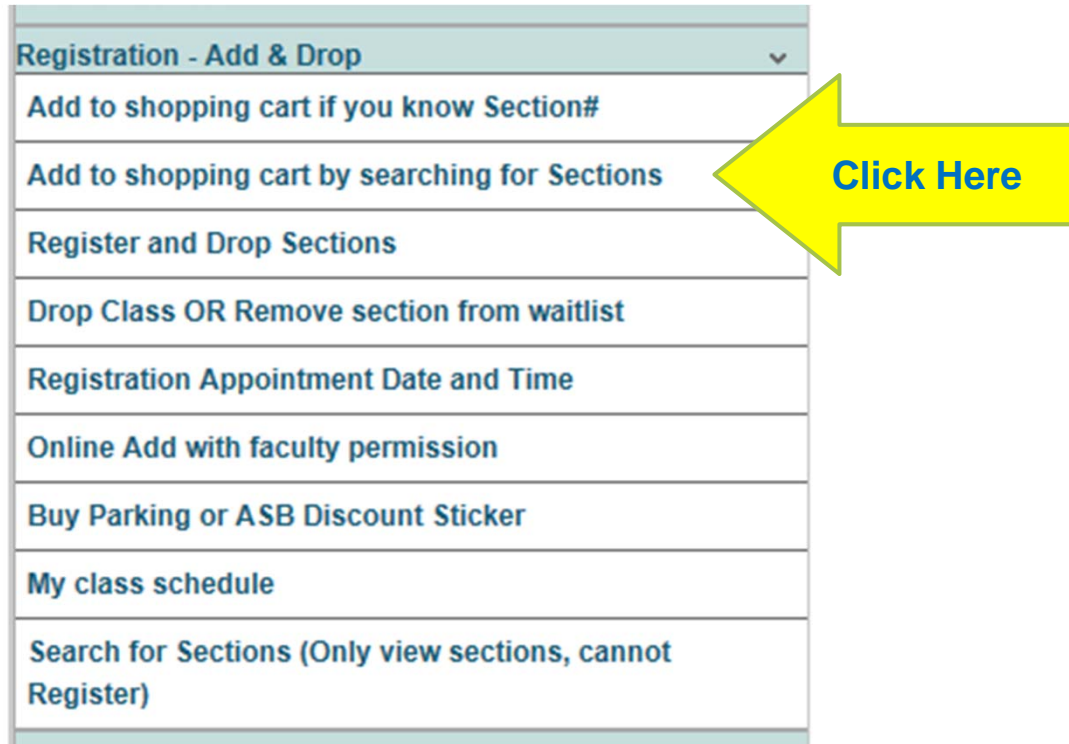 Registration - Add & Drop
Add to shopping cart if you know Section#
Add to shopping cart by searching for Sections
Click Here
Register and Drop Sections
Drop Class OR Remove section from waitlist
Registration Appointment Date and Time
Online Add with faculty permission
Buy Parking or ASB Discount Sticker
My class schedule
Search for Sections (Only view sections, cannot
Register)